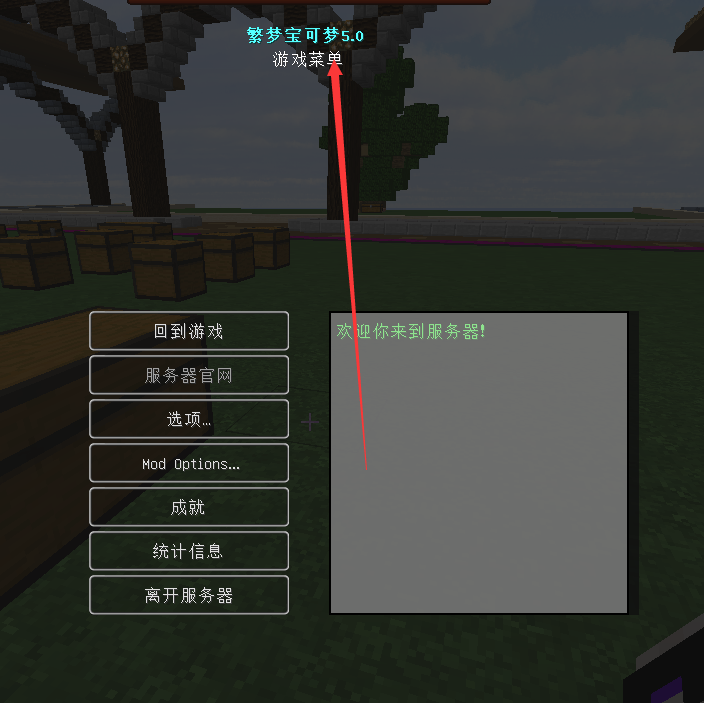 繁梦宝可梦5.0
游戏菜单
回到游戏
服务器官网
选项…
Mod Options...
成就
统计信息
离开服务器
欢迎你来到服务器!